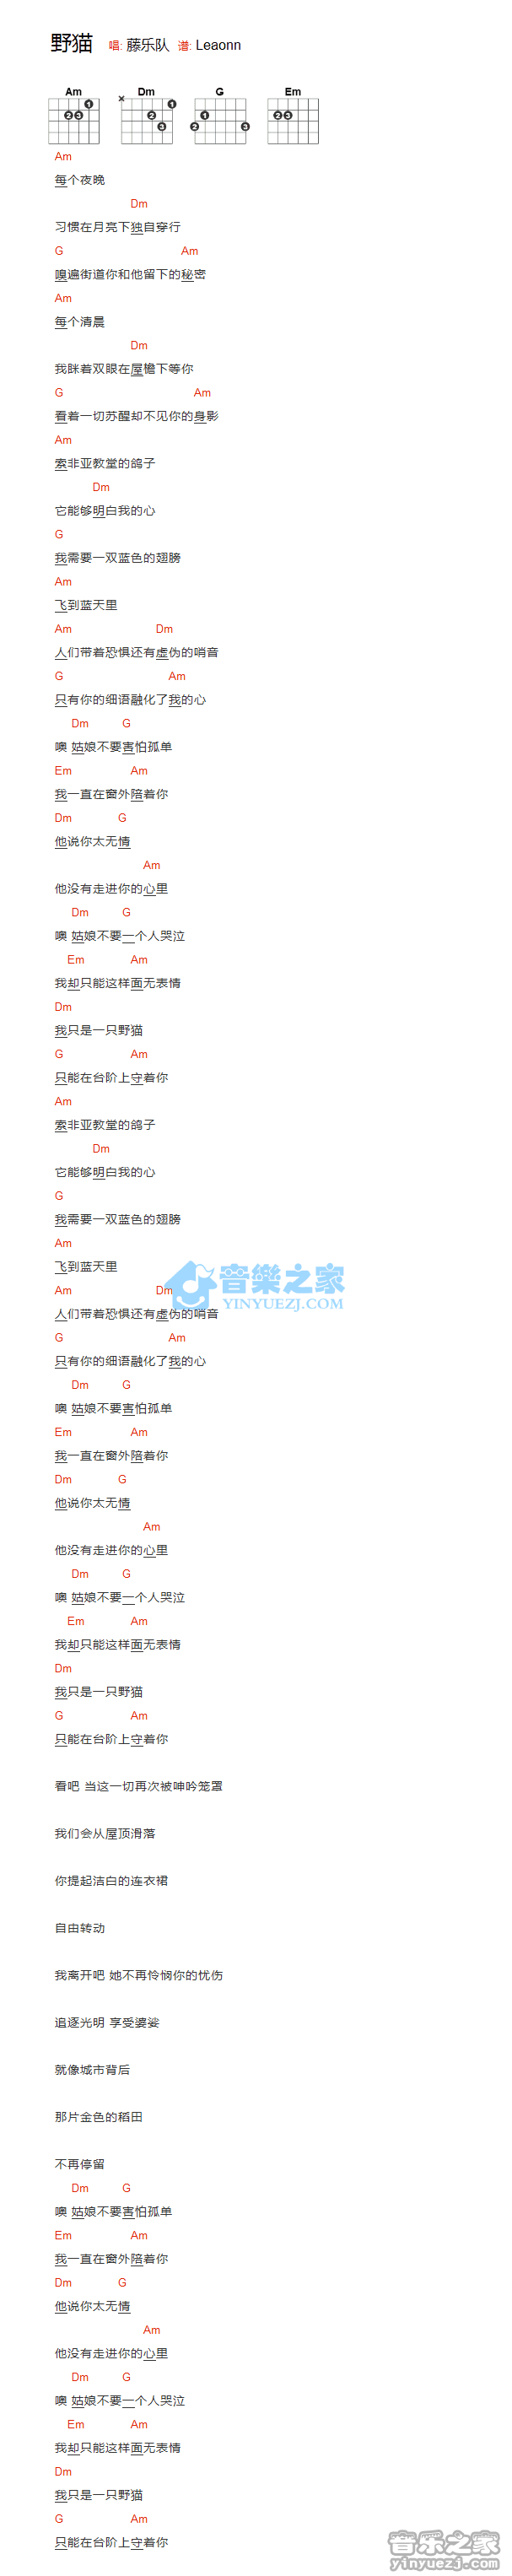 野猫 唱: 藤乐队 谱: Leaonn
Am Dm G Em
Am
每个夜晚
Dm
习惯在月亮下独自穿行
G Am
嗅遍街道你和他留下的秘密
Am
每个清晨
Dm
我眯着双眼在屋檐下等你
G Am
看着一切苏醒却不见你的身影
Am
索非亚教堂的鸽子
Dm
它能够明白我的心
G
我需要一双蓝色的翅膀
Am
飞到蓝天里
Am Dm
人们带着恐惧还有虚伪的哨音
G Am
只有你的细语融化了我的心
Dm G
噢 姑娘不要害怕孤单
Em Am
我一直在窗外陪着你
Dm G
他说你太无情
Am
他没有走进你的心里
Dm G
噢 姑娘不要一个人哭泣
Em Am
我却只能这样面无表情
Dm
我只是一只野猫
G Am
只能在台阶上守着你
Am
索非亚教堂的鸽子
Dm
它能够明白我的心
G
我需要一双蓝色的翅膀
Am
飞到蓝天里
音樂之家
YINYUEZJ.COM
Am Dm
人们带着恐惧还有虚伪的哨音
G Am
只有你的细语融化了我的心
Dm G
噢 姑娘不要害怕孤单
Em Am
我一直在窗外陪着你
Dm G
他说你太无情
Am
他没有走进你的心里
Dm G
噢 姑娘不要一个人哭泣
Em Am
我却只能这样面无表情
Dm
我只是一只野猫
G Am
只能在台阶上守着你
看吧 当这一切再次被呻吟笼罩
我们会从屋顶滑落
你提起洁白的连衣裙
自由转动
我离开吧 她不再怜悯你的忧伤
追逐光明 享受婆娑
就像城市背后
那片金色的稻田
不再停留
Dm G
噢 姑娘不要害怕孤单
Em Am
我一直在窗外陪着你
Dm G
他说你太无情
Am
他没有走进你的心里
Dm G
噢 姑娘不要一个人哭泣
Em Am
我却只能这样面无表情
Dm
我只是一只野猫
G Am
只能在台阶上守着你
音乐之家
yinyuezj.com